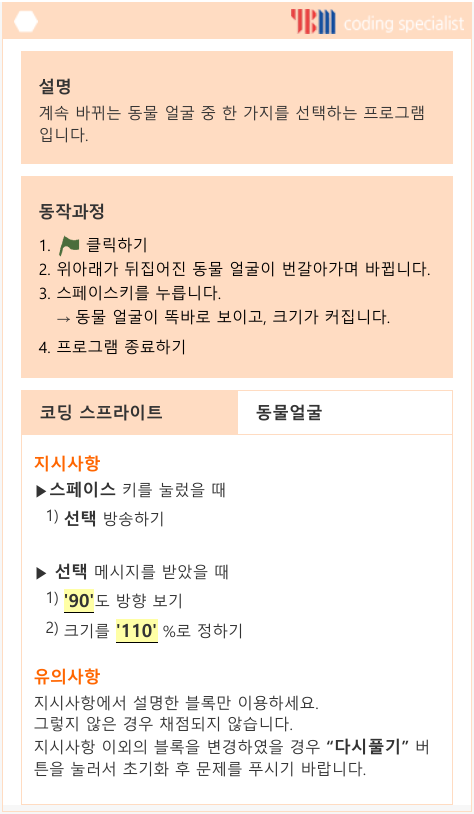 YBM coding specialist
설명
계속 바뀌는 동물 얼굴 중 한 가지를 선택하는 프로그램
입니다.
동작과정
1. 클릭하기
2. 위아래가 뒤집어진 동물 얼굴이 번갈아가며 바뀝니다.
3. 스페이스키를 누릅니다.
→ 동물 얼굴이 똑바로 보이고, 크기가 커집니다.
4. 프로그램 종료하기
코딩 스프라이트 동물얼굴
지시사항
▶스페이스 키를 눌렀을 때
1) 선택 방송하기
▶ 선택 메시지를 받았을 때
1) '90'도 방향 보기
2) 크기를 '110' %로 정하기
유의사항
지시사항에서 설명한 블록만 이용하세요.
그렇지 않은 경우 채점되지 않습니다.
지시사항 이외의 블록을 변경하였을 경우 “다시풀기” 버
튼을 눌러서 초기화 후 문제를 푸시기 바랍니다.